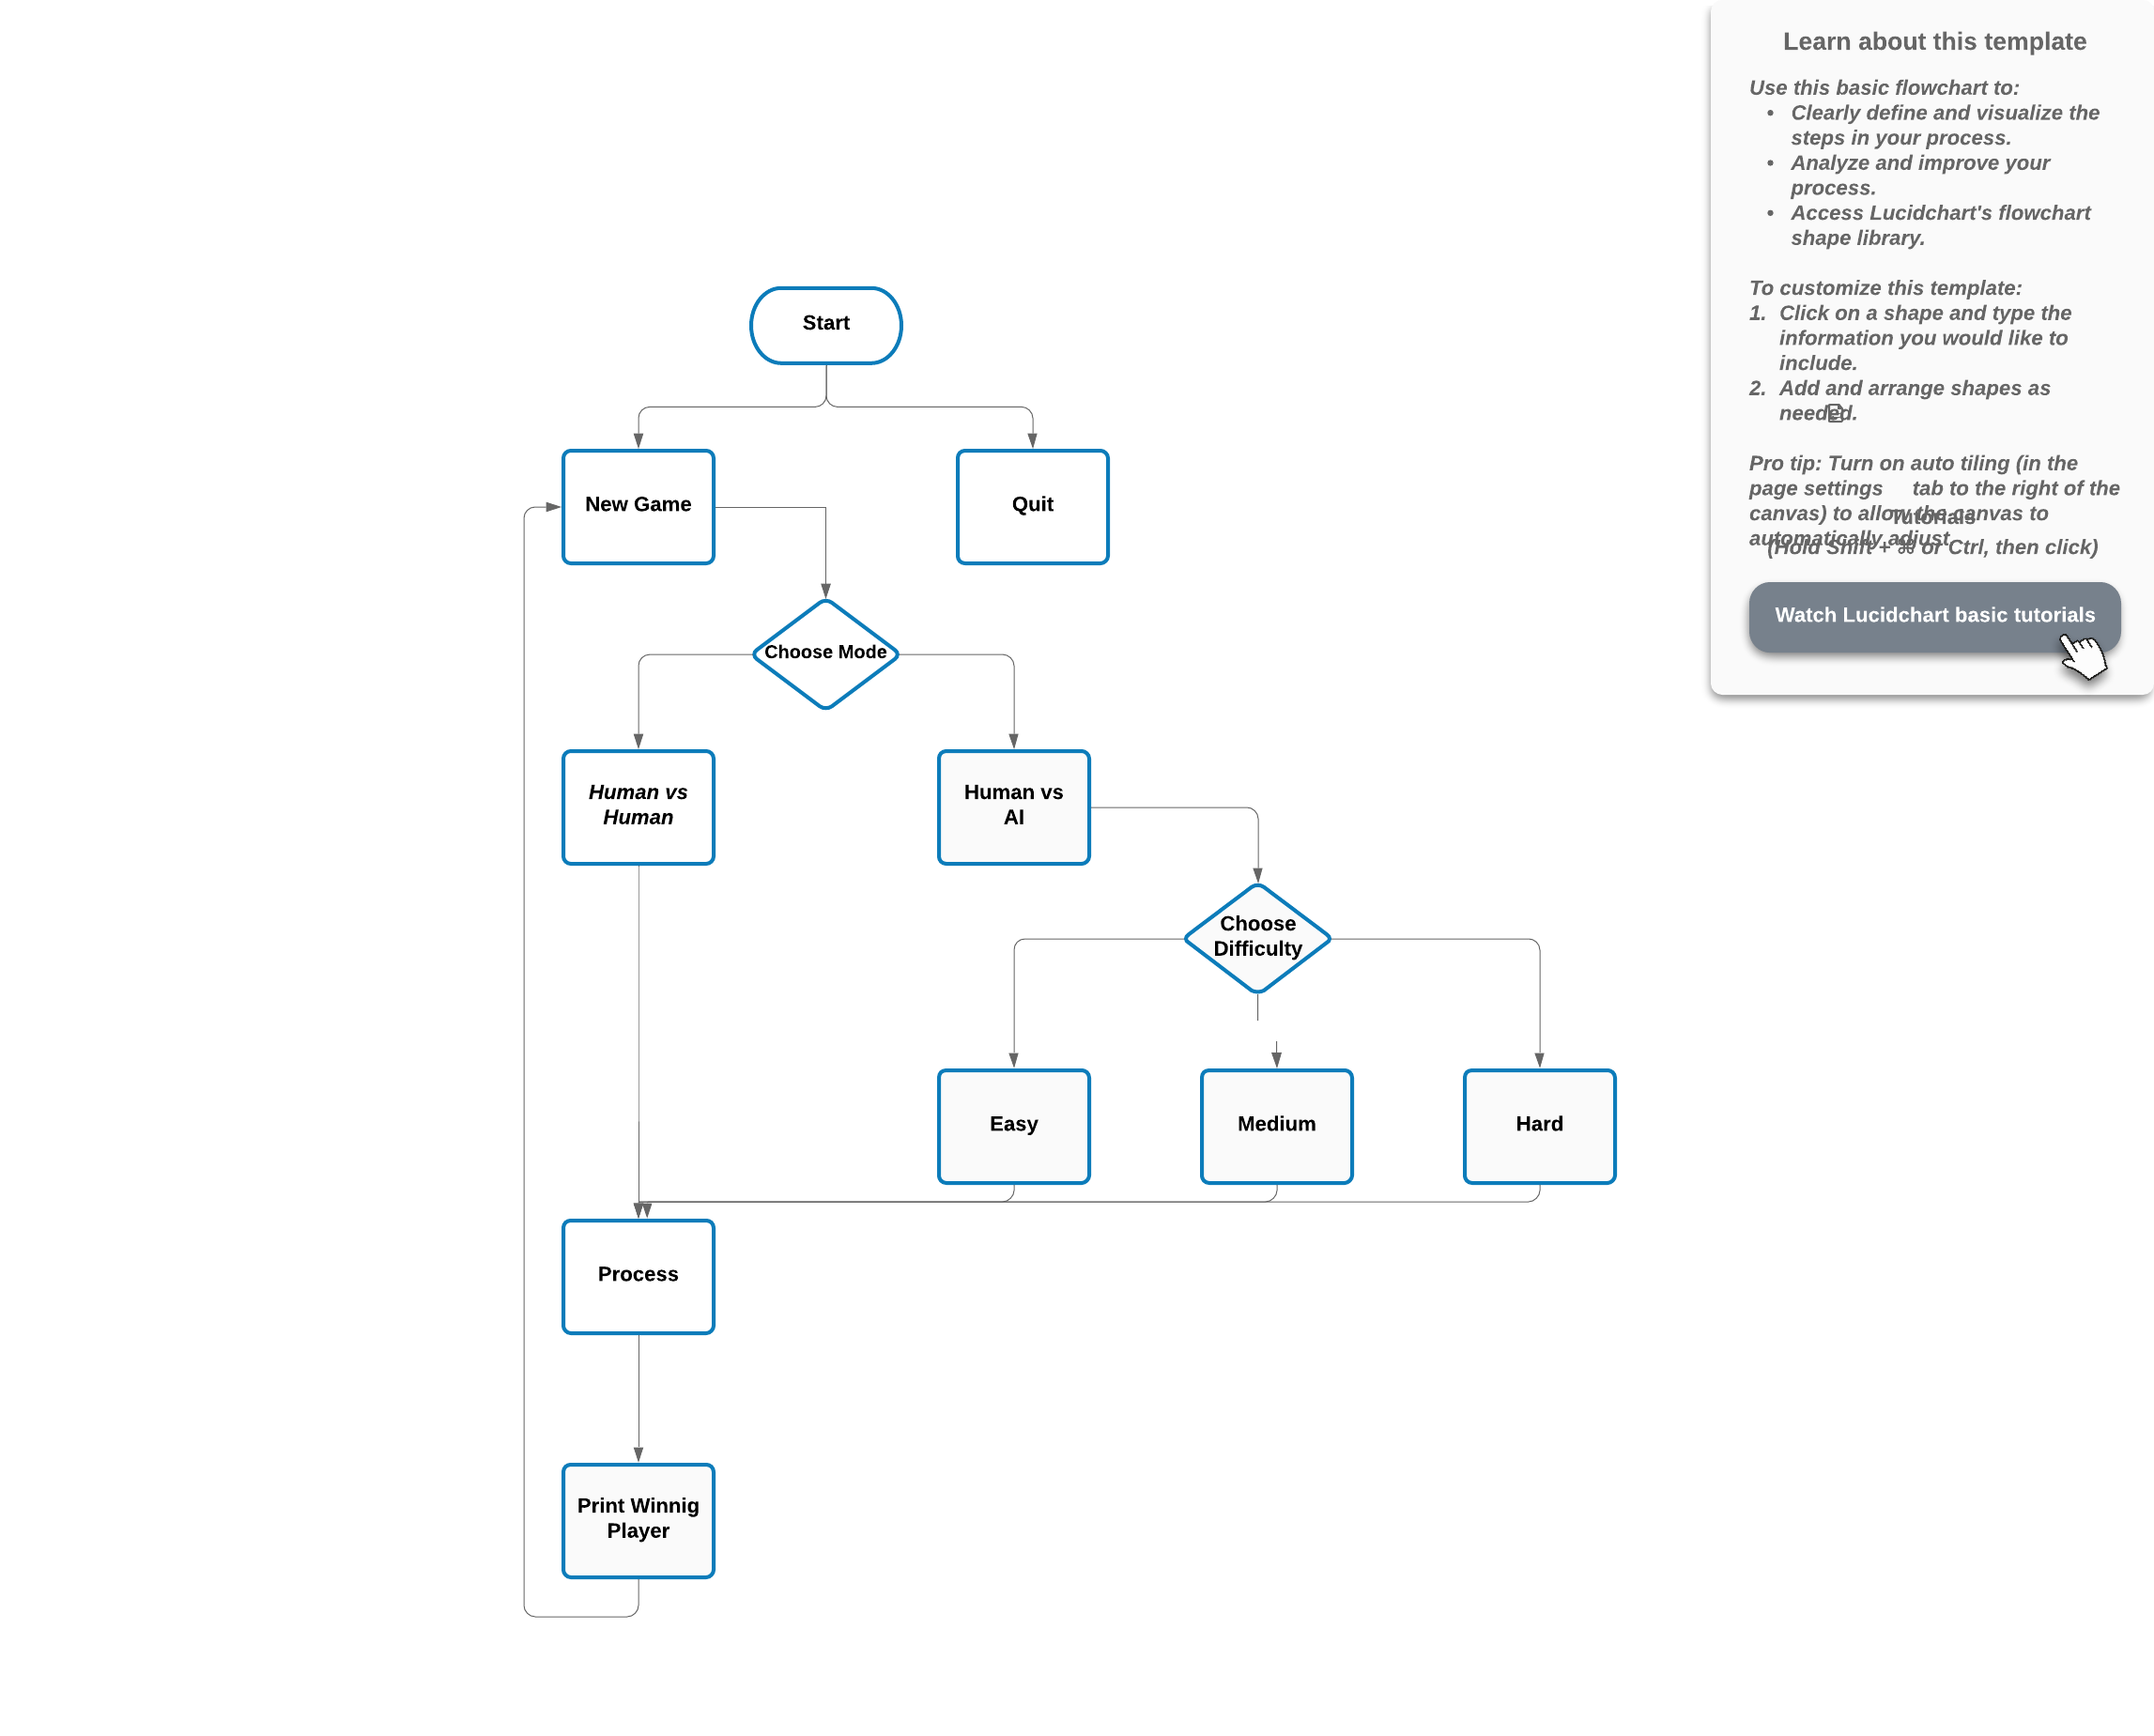 Learn about this template
Use this basic flowchart to:
• Clearly define and visualize the
steps in your process.
• Analyze and improve your
process.
• Access Lucidchart's flowchart
shape library.
To customize this template:
1. Click on a shape and type the
information you would like to
include.
2. Add and arrange shapes as
needed.
Pro tip: Turn on auto tiling (in the
page settings tab to the right of the
canvas) to allow the canvas to
automatically adjust.
Tutorials
(Hold Shift + ⌘ or Ctrl, then click)
Watch Lucidchart basic tutorials
Start
New Game
Quit
Choose Mode
Human vs
Human
Human vs
AI
Choose
Difficulty
Easy
Medium
Hard
Process
Print Winnig
Player